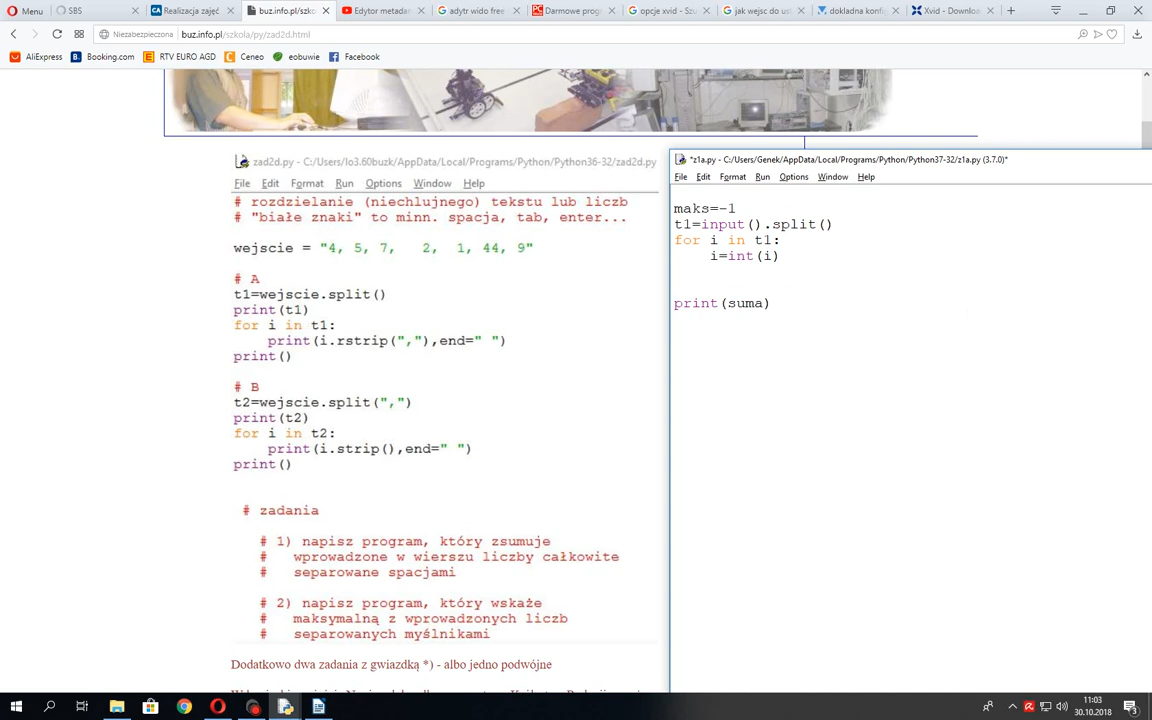 Menu
SBS
Realizacja zajęć
buz.info.pl/szko
Edytor metada
adytr wido free
Darmowe prog
opcje xvid - Szu
jak wejsc do us
dokladna konfi
Xvid - Downloa
Niezabezpieczona
buz.info.pl/szkola/py/zad2d.html
AliExpress
Booking.com
RTV EURO AGD
Ceneo
eobuwie
Facebook
zad2d.py - C:/Users/lo3.60buzk/AppData/Local/Programs/Python/Python36-32/zad2d.py
File Edit Format Run Options Window Help
# rozdzielanie (niechlujnego) tekstu lub liczb
# "białe znaki" to minn. spacja, tab, enter...
wejscie = "4, 5, 7,   2,  1, 44, 9"
# A
t1=wejscie.split()
print(t1)
for i in t1:
    print(i.rstrip(","),end=" ")
print()
# B
t2=wejscie.split(",")
print(t2)
for i in t2:
    print(i.strip(),end=" ")
print()
# zadania
# 1) napisz program, który zsumuje
#   wprowadzone w wierszu liczby całkowite
#   separowane spacjami
# 2) napisz program, który wskaże
#   maksymalną z wprowadzonych liczb
#   separowanych myślnikami
Dodatkowo dwa zadania z gwiazdką *) - albo jedno podwójne
*z1a.py - C:/Users/Genek/AppData/Local/Programs/Python/Python37-32/z1a.py (3.7.0)*
File Edit Format Run Options Window Help
maks=-1
t1=input().split()
for i in t1:
    i=int(i)
print(suma)
11:03
30.10.2018
3